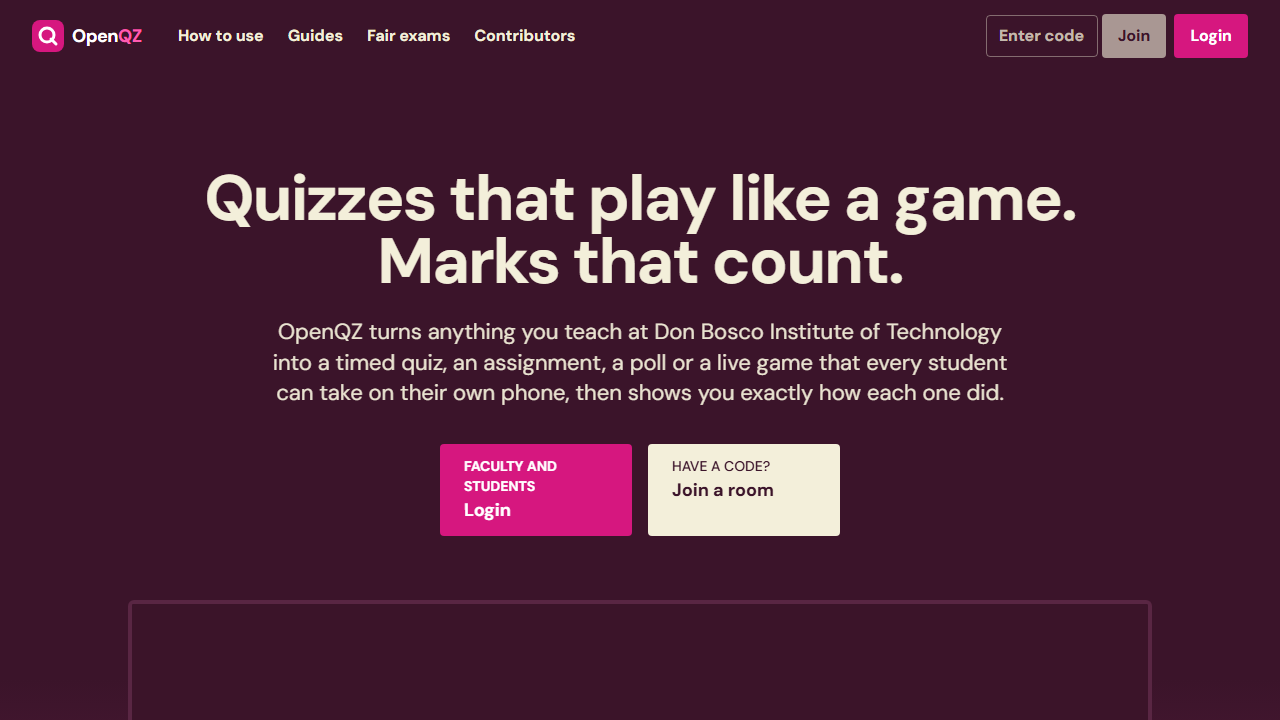 OpenQZ
How to use
Guides
Fair exams
Contributors
Enter code
Join
Login
Quizzes that play like a game.
Marks that count.
OpenQZ turns anything you teach at Don Bosco Institute of Technology
into a timed quiz, an assignment, a poll or a live game that every student
can take on their own phone, then shows you exactly how each one did.
FACULTY AND
STUDENTS
Login
HAVE A CODE?
Join a room